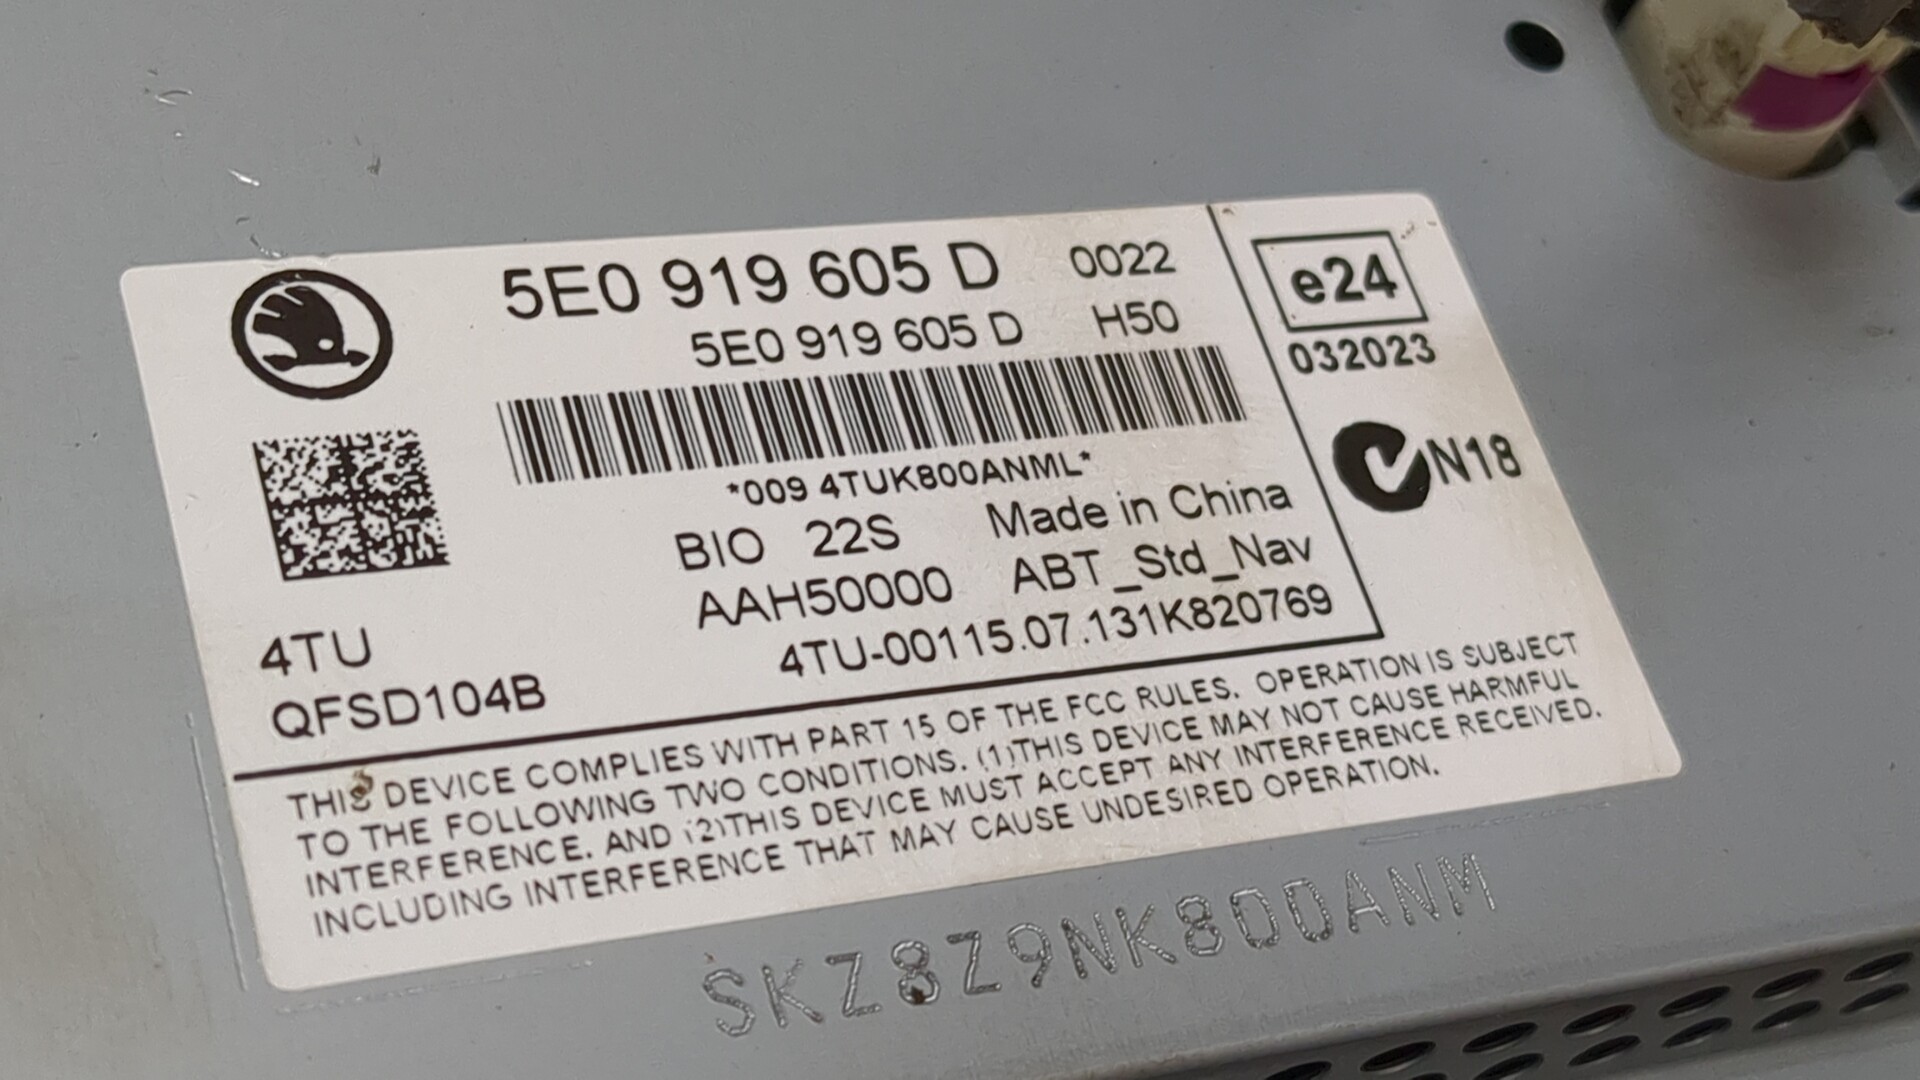 5E0 919 605 D 0022
5E0 919 605 D H50
*009 4TUK800ANML*
BIO 22S Made in China
AAH50000 ABT_Std_Nav
4TU-00115.07.131K820769
4TU
QFSD104B
e24
032023
N18
THIS DEVICE COMPLIES WITH PART 15 OF THE FCC RULES. OPERATION IS SUBJECT
TO THE FOLLOWING TWO CONDITIONS. (1)THIS DEVICE MAY NOT CAUSE HARMFUL
INTERFERENCE. AND (2)THIS DEVICE MUST ACCEPT ANY INTERFERENCE RECEIVED.
INCLUDING INTERFERENCE THAT MAY CAUSE UNDESIRED OPERATION.
SKZ8Z9NK800ANM